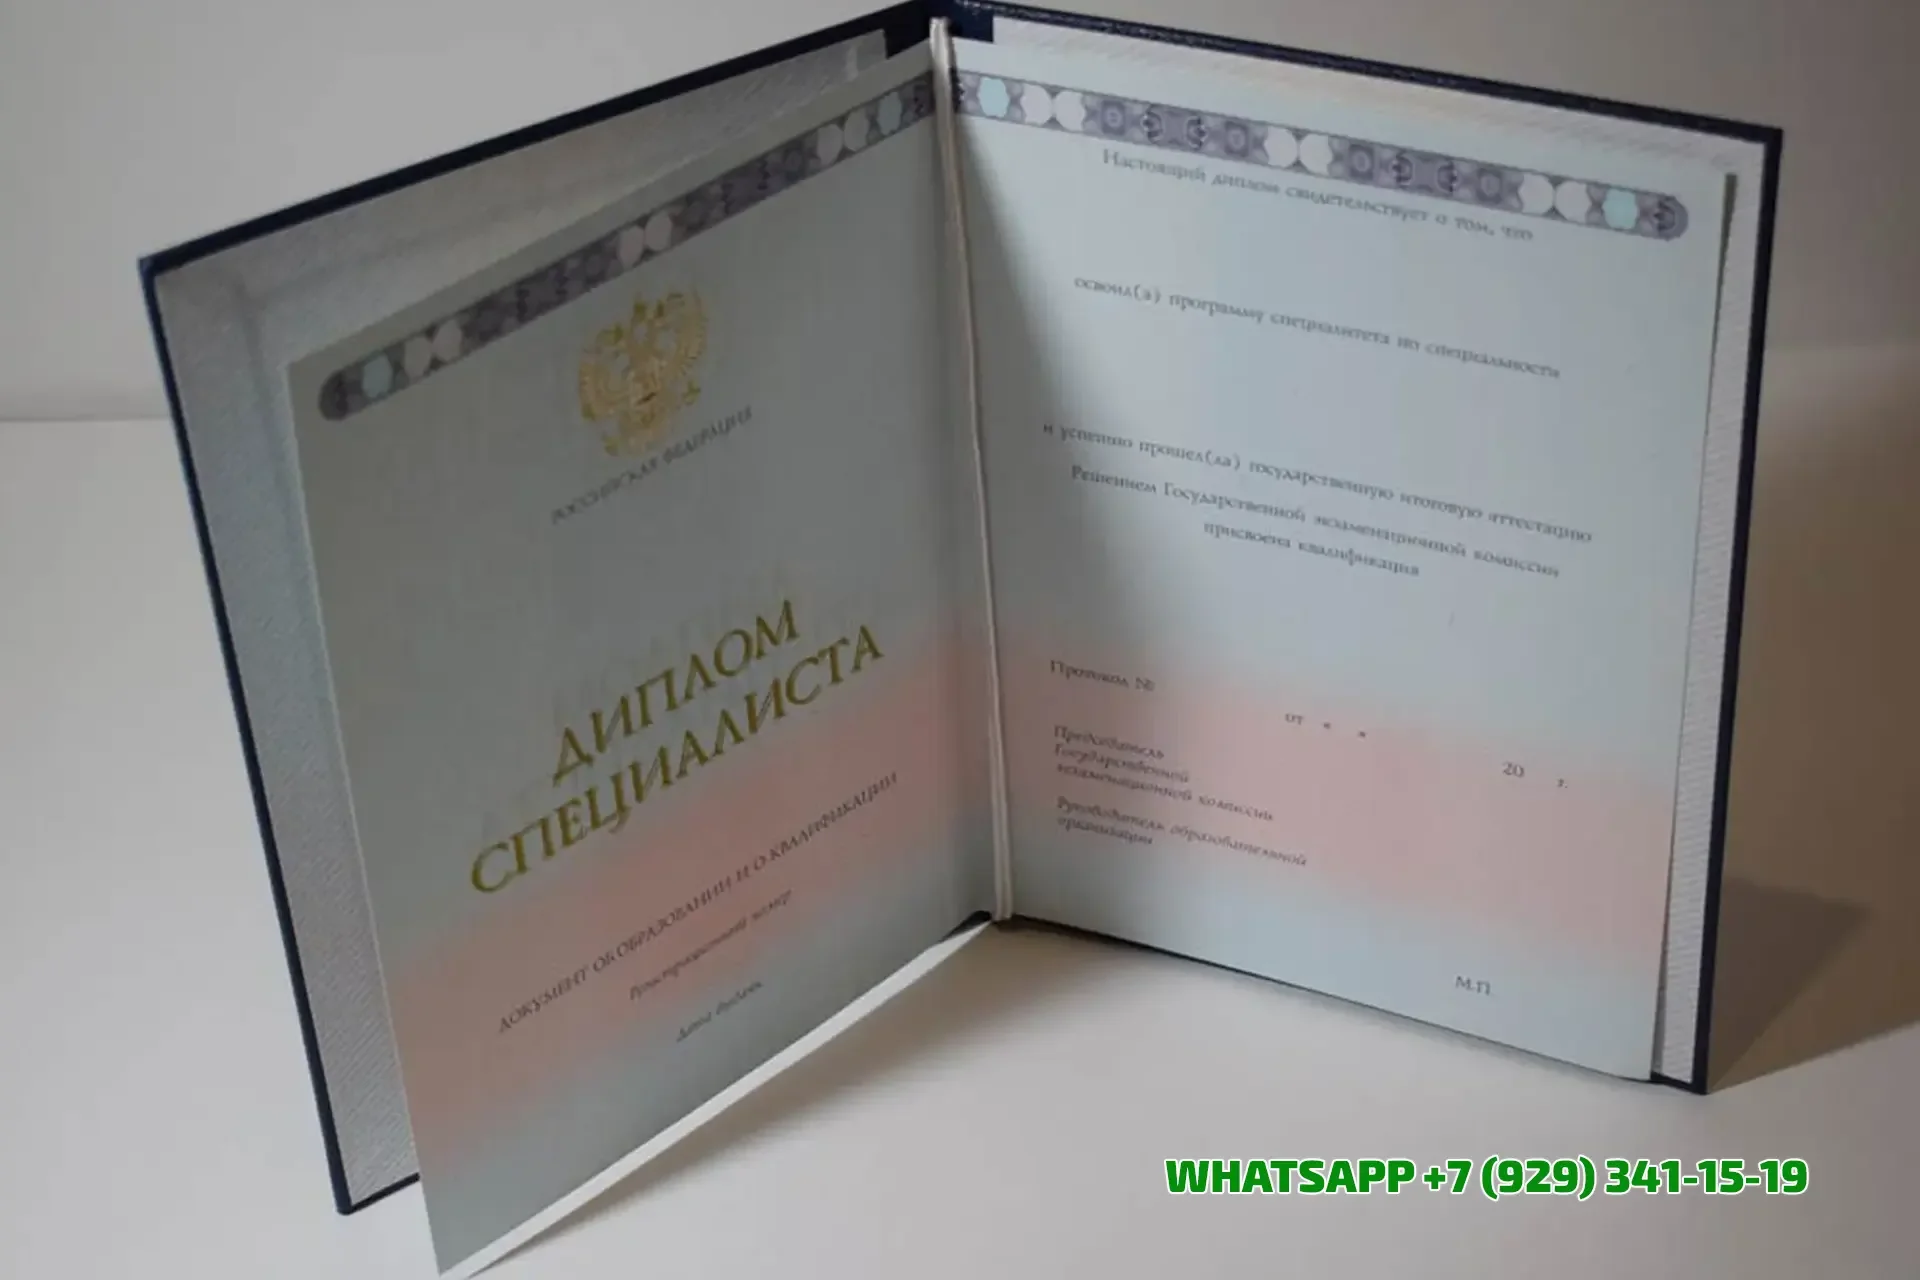 РОССИЙСКАЯ ФЕДЕРАЦИЯ
ДИПЛОМ
СПЕЦИАЛИСТА
ДОКУМЕНТ ОБ ОБРАЗОВАНИИ И О КВАЛИФИКАЦИИ
Регистрационный номер
Дата выдачи
Настоящий диплом свидетельствует о том, что
освоил(а) программу специалитета по специальности
и успешно прошел(ла) государственную итоговую аттестацию
Решением Государственной экзаменационной комиссии
присвоена квалификация
Протокол №
от « »
20 г.
Председатель
Государственной
экзаменационной комиссии
Руководитель образовательной
организации
М.П.
WHATSAPP +7 (929) 341-15-19